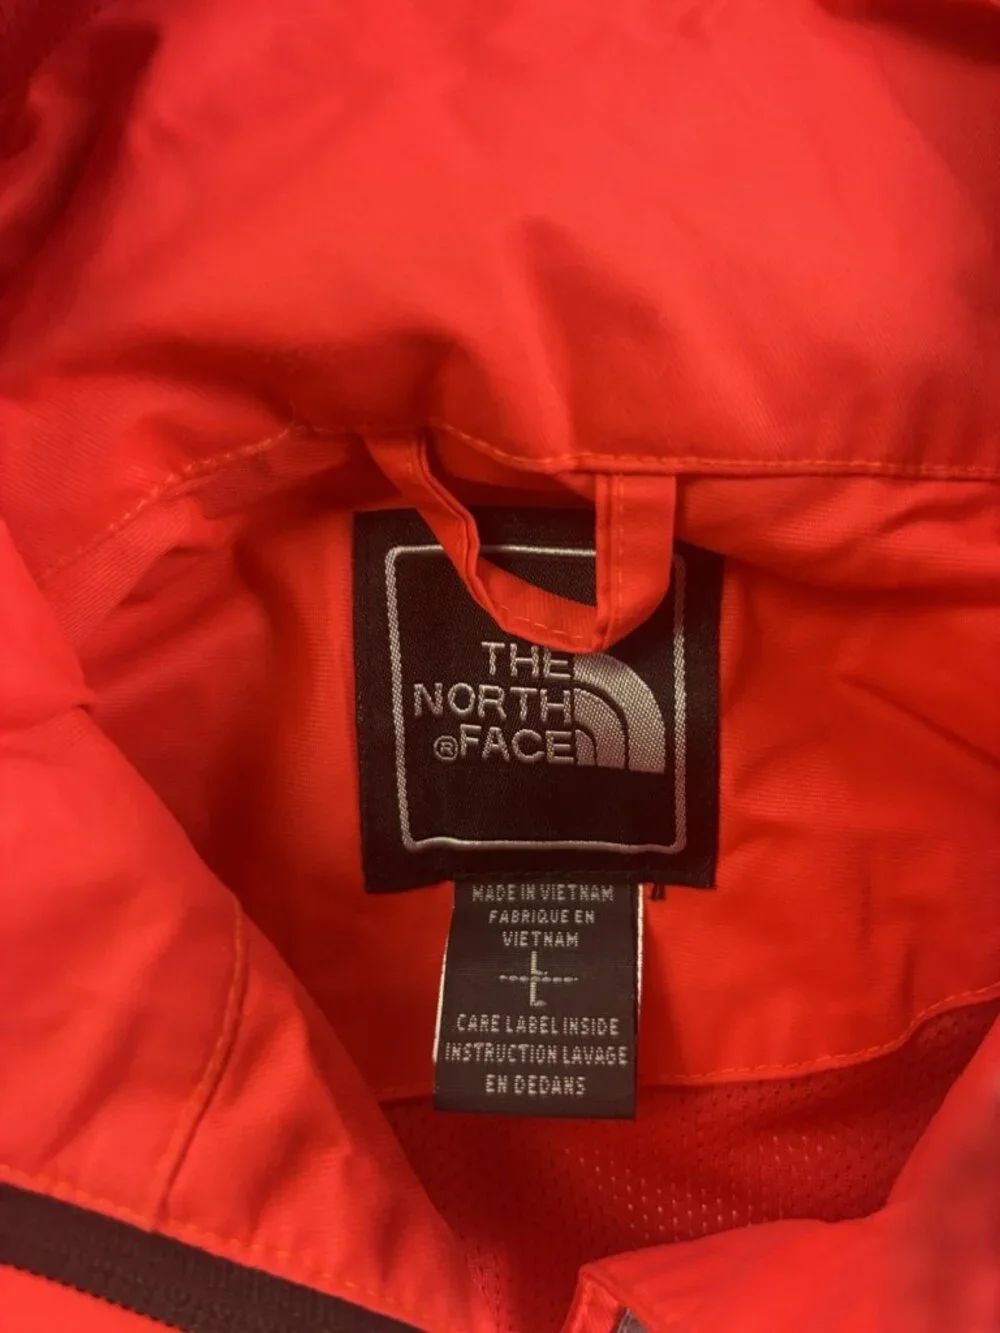 THE
NORTH
®FACE
MADE IN VIETNAM
FABRIQUE EN
VIETNAM
L
L
CARE LABEL INSIDE
INSTRUCTION LAVAGE
EN DEDANS